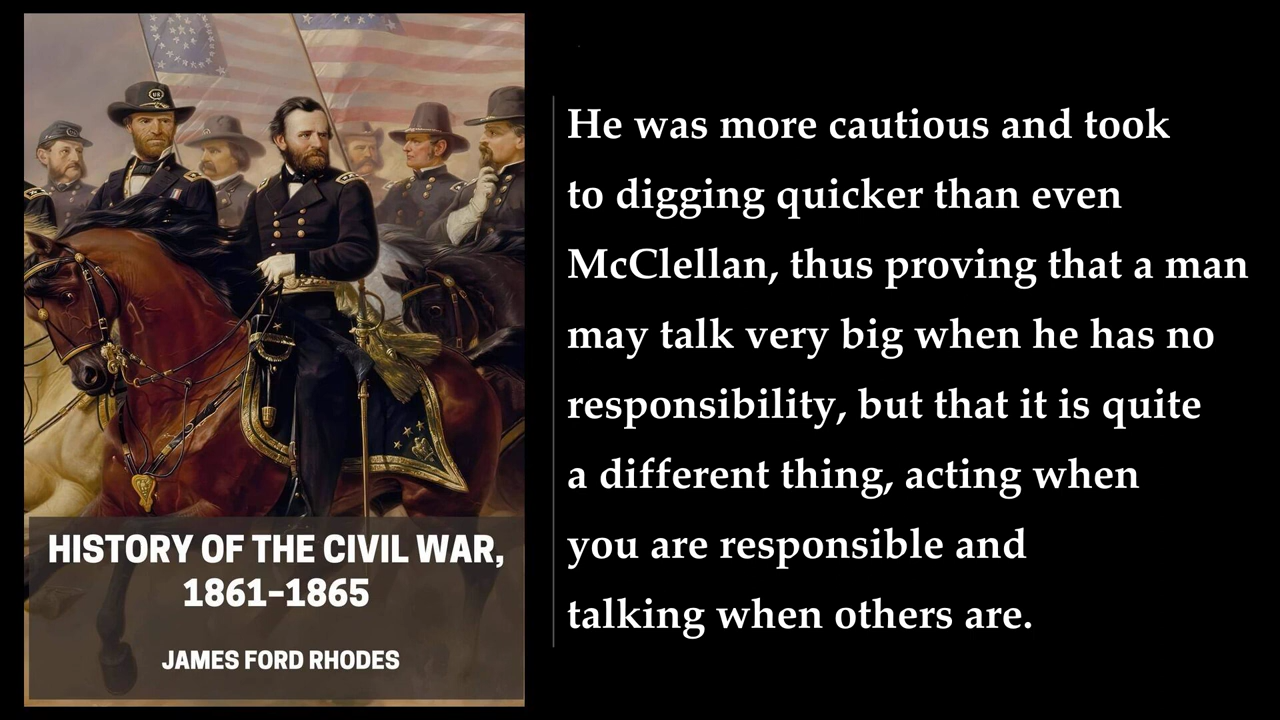 HISTORY OF THE CIVIL WAR,
1861–1865
JAMES FORD RHODES
He was more cautious and took
to digging quicker than even
McClellan, thus proving that a man
may talk very big when he has no
responsibility, but that it is quite
a different thing, acting when
you are responsible and
talking when others are.